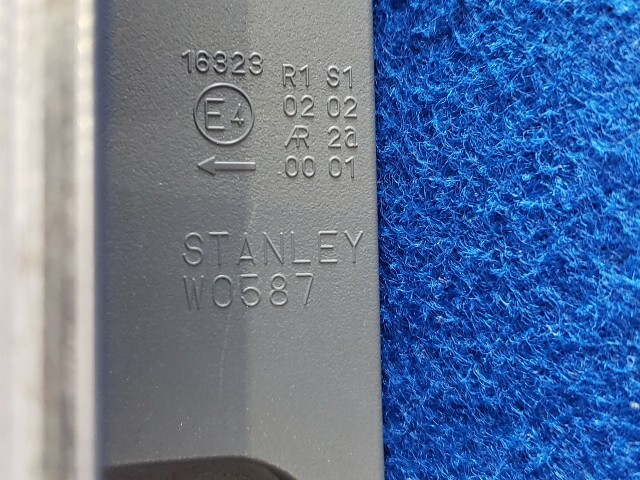 16323 R1 S1
E4 02 02
AR 2a
← 00 01
STANLEY
W0587